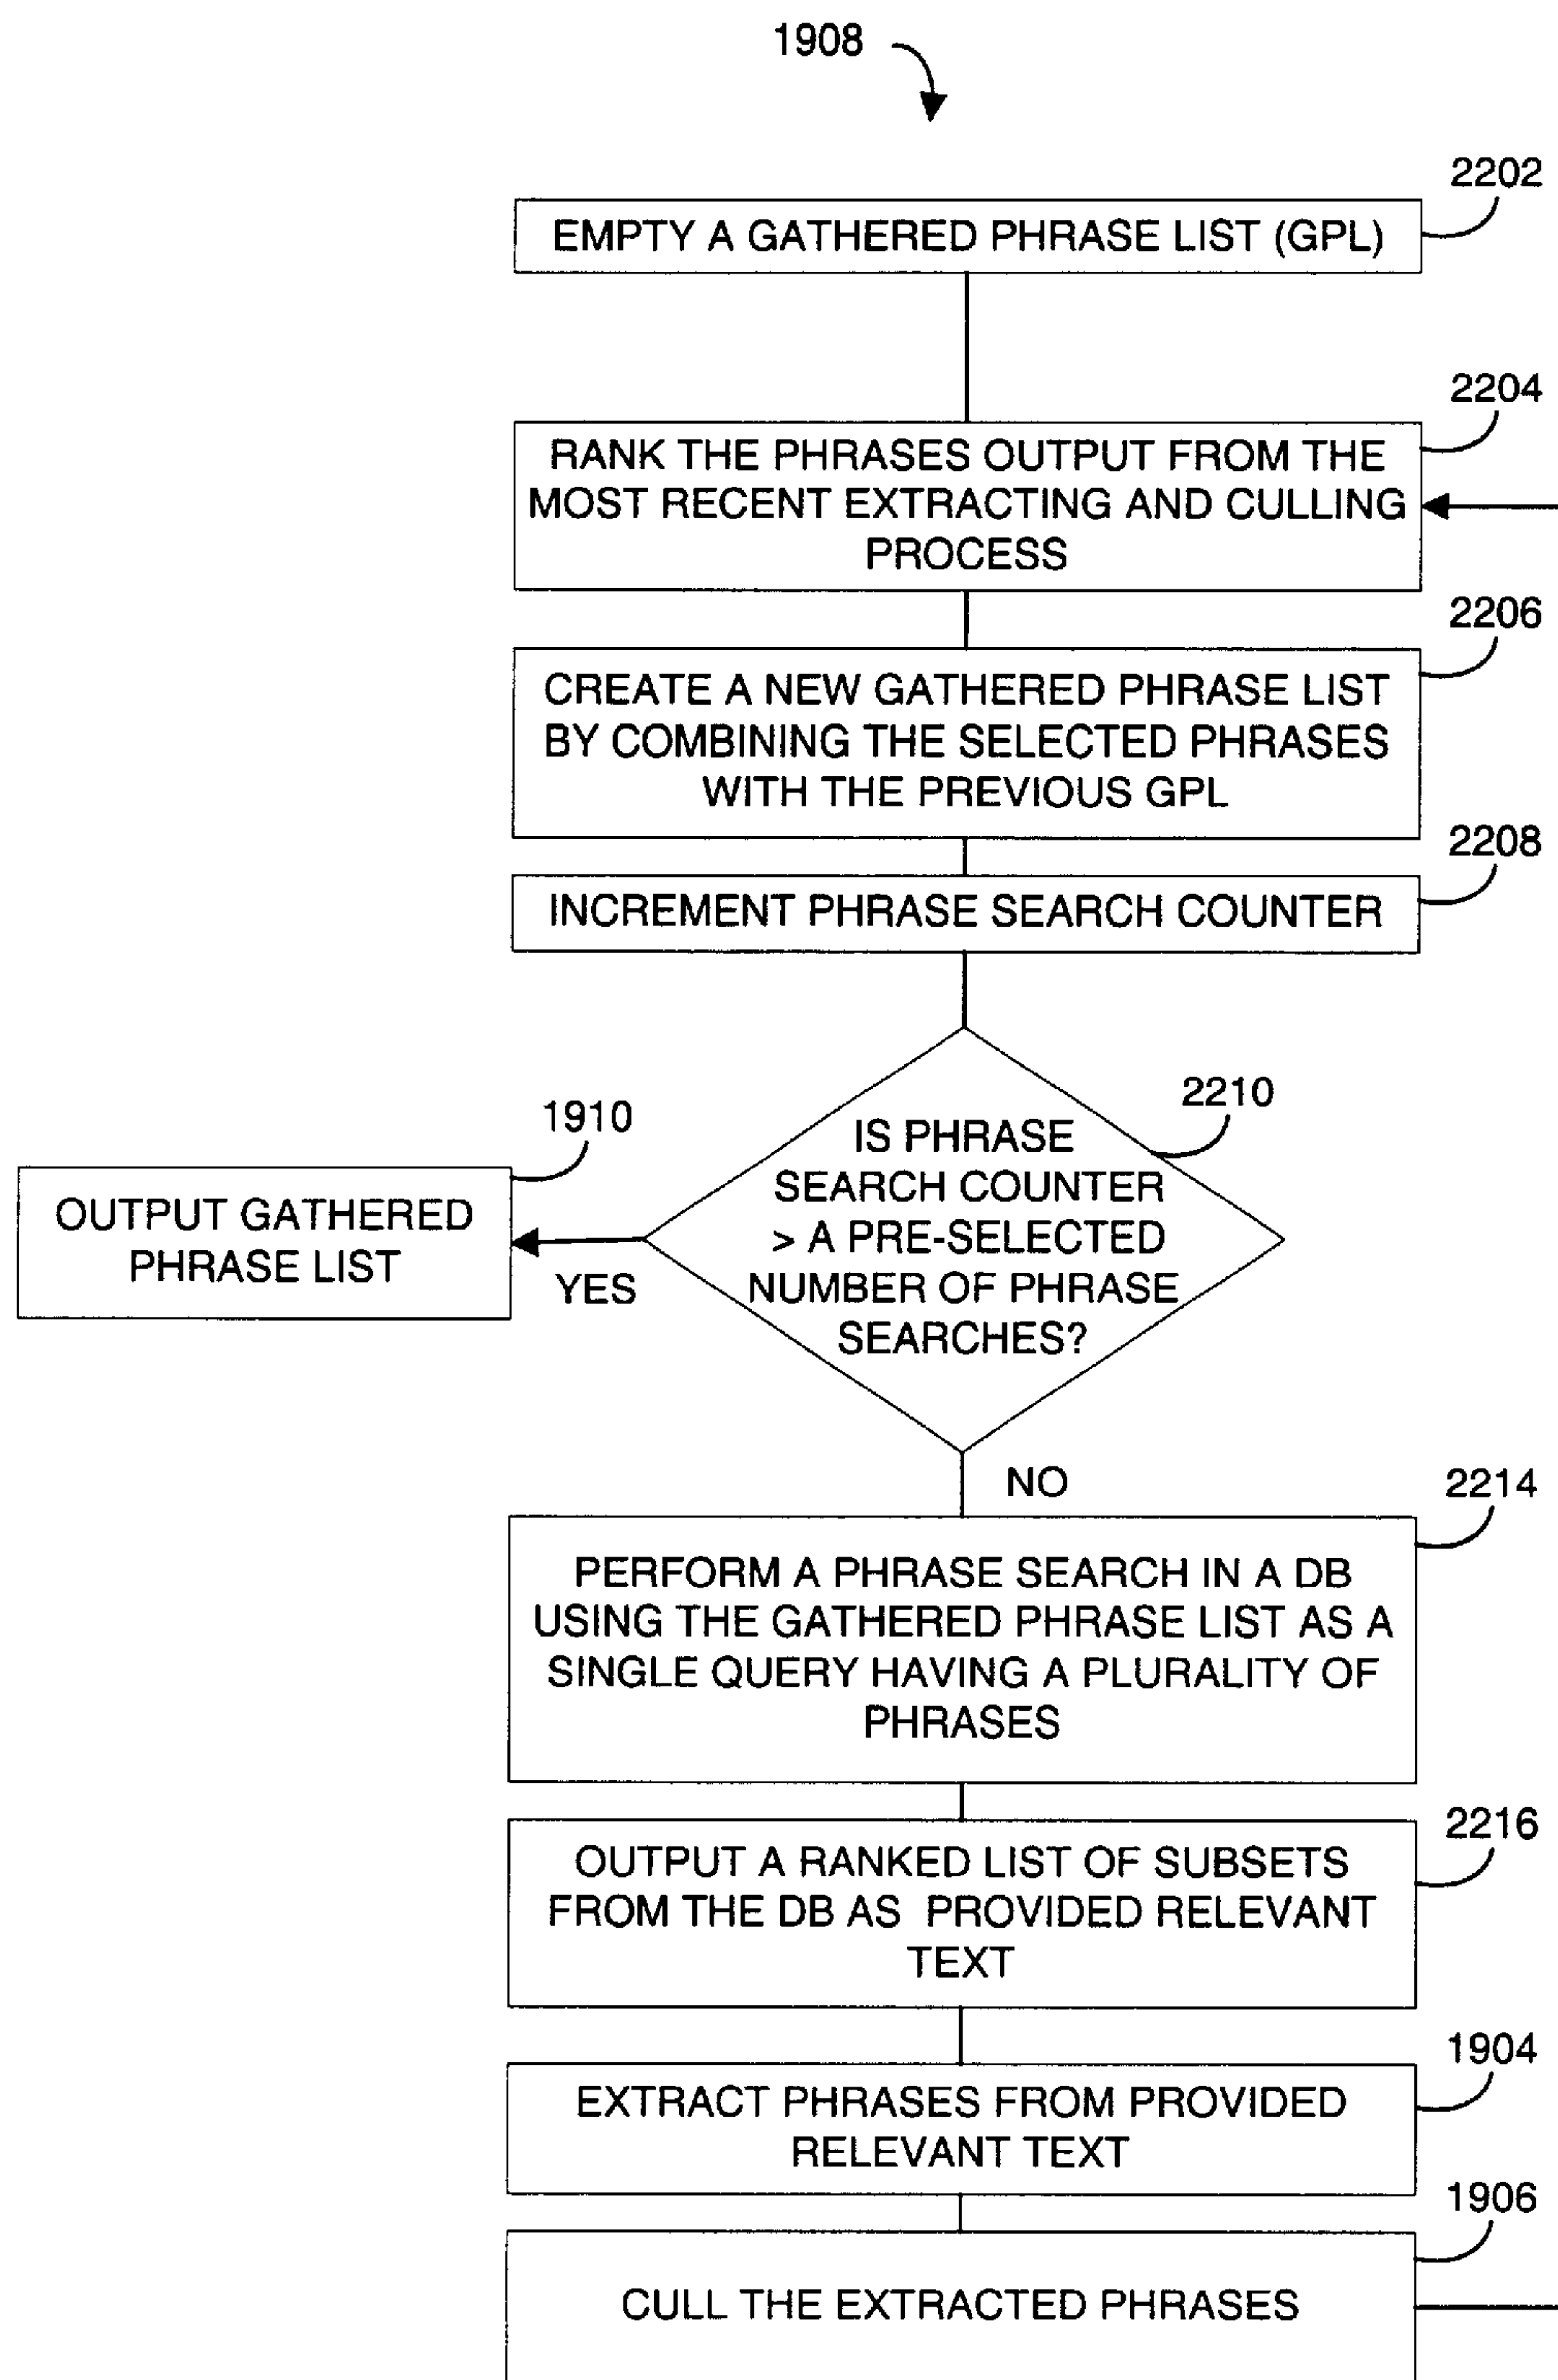 1908
2202
EMPTY A GATHERED PHRASE LIST (GPL)
2204
RANK THE PHRASES OUTPUT FROM THE
MOST RECENT EXTRACTING AND CULLING
PROCESS
2206
CREATE A NEW GATHERED PHRASE LIST
BY COMBINING THE SELECTED PHRASES
WITH THE PREVIOUS GPL
2208
INCREMENT PHRASE SEARCH COUNTER
2210
IS PHRASE
SEARCH COUNTER
> A PRE-SELECTED
NUMBER OF PHRASE
SEARCHES?
1910
OUTPUT GATHERED
PHRASE LIST
YES
NO
2214
PERFORM A PHRASE SEARCH IN A DB
USING THE GATHERED PHRASE LIST AS A
SINGLE QUERY HAVING A PLURALITY OF
PHRASES
2216
OUTPUT A RANKED LIST OF SUBSETS
FROM THE DB AS PROVIDED RELEVANT
TEXT
1904
EXTRACT PHRASES FROM PROVIDED
RELEVANT TEXT
1906
CULL THE EXTRACTED PHRASES